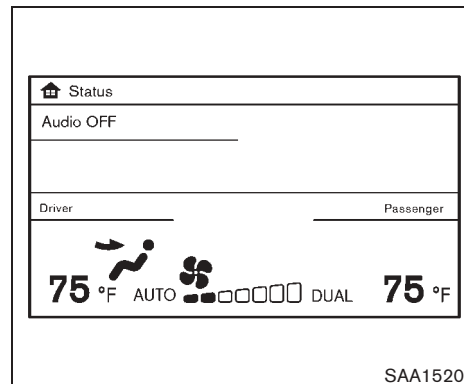 Status
Audio OFF
Driver Passenger
75 °F AUTO DUAL 75 °F
SAA1520